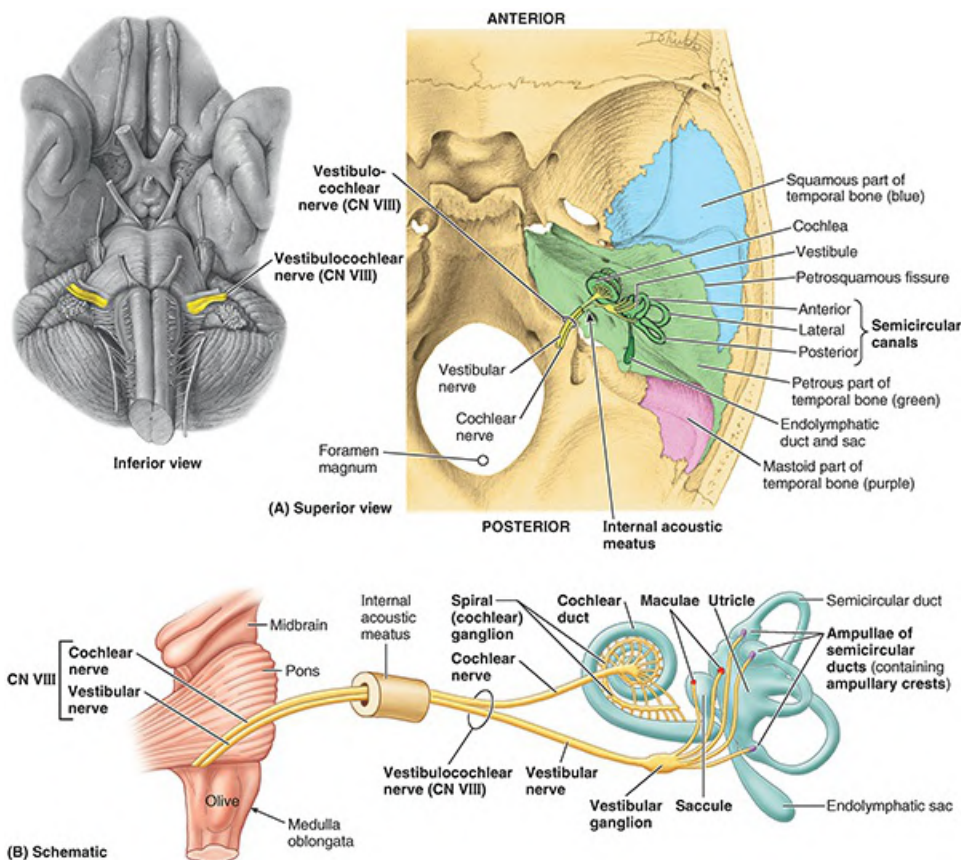 ANTERIOR
Vestibulo-
cochlear
nerve (CN VIII)
Vestibulocochlear
nerve (CN VIII)
Squamous part of
temporal bone (blue)
Cochlea
Vestibule
Petrosquamous fissure
Anterior
Lateral
Posterior
Semicircular
canals
Vestibular
nerve
Cochlear
nerve
Petrous part of
temporal bone (green)
Endolymphatic
duct and sac
Mastoid part of
temporal bone (purple)
Foramen
magnum
Inferior view
(A) Superior view
POSTERIOR
Internal acoustic
meatus
Midbrain
Internal
acoustic
meatus
Spiral
(cochlear)
ganglion
Cochlear
duct
Maculae
Utricle
Semicircular duct
CN VIII
Cochlear
nerve
Vestibular
nerve
Pons
Cochlear
nerve
Ampullae of
semicircular
ducts (containing
ampullary crests)
Vestibulocochlear
nerve (CN VIII)
Vestibular
nerve
Vestibular
ganglion
Saccule
Endolymphatic sac
Olive
Medulla
oblongata
(B) Schematic